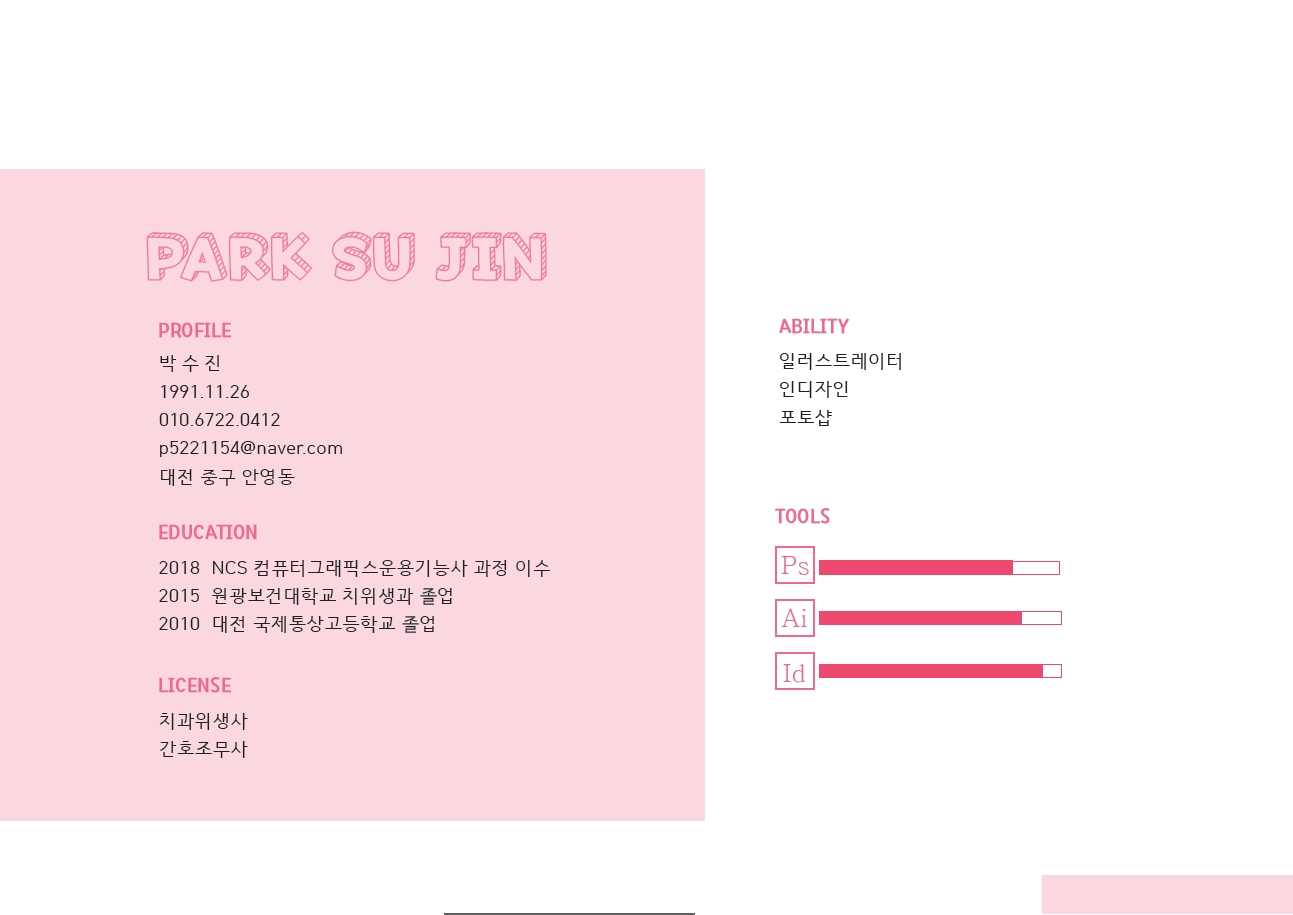 PARK SU JIN
PROFILE
박 수 진
1991.11.26
010.6722.0412
p5221154@naver.com
대전 중구 안영동
EDUCATION
2018 NCS 컴퓨터그래픽스운용기능사 과정 이수
2015 원광보건대학교 치위생과 졸업
2010 대전 국제통상고등학교 졸업
LICENSE
치과위생사
간호조무사
ABILITY
일러스트레이터
인디자인
포토샵
TOOLS
Ps
Ai
Id